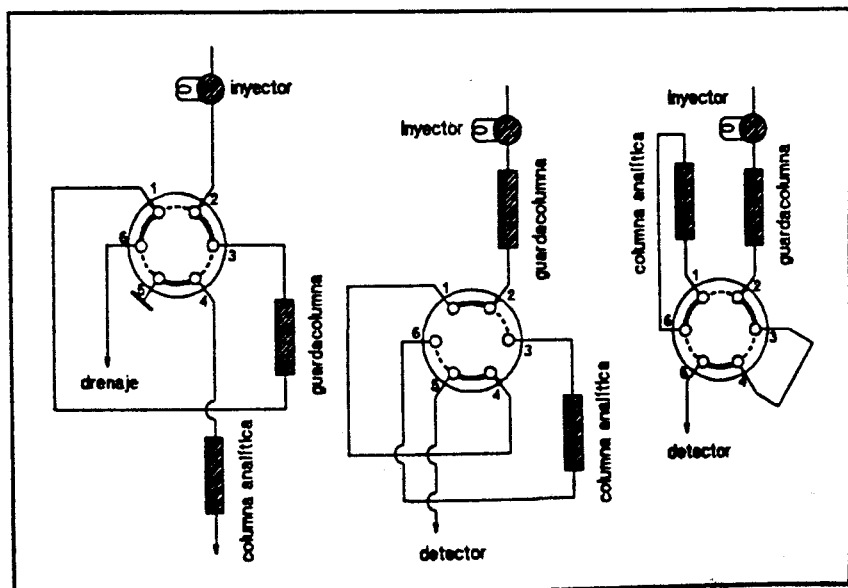 inyector
1
2
6
3
5
4
drenaje
guardacolumna
columna analítica
Inyector
guardacolumna
1
2
6
3
5
4
columna analítica
detector
inyector
columna analítica
guardacolumna
1
2
6
3
5
4
detector